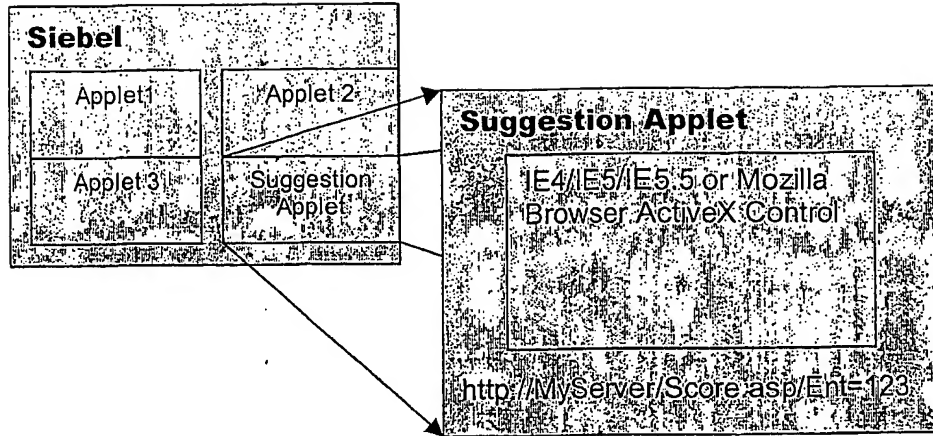 Siebel
Applet1
Applet 2
Applet 3
Suggestion
Applet
Suggestion Applet
IE4/IE5/IE5.5 or Mozilla
Browser ActiveX Control
http://MyServer/Score.asp/Ent=123